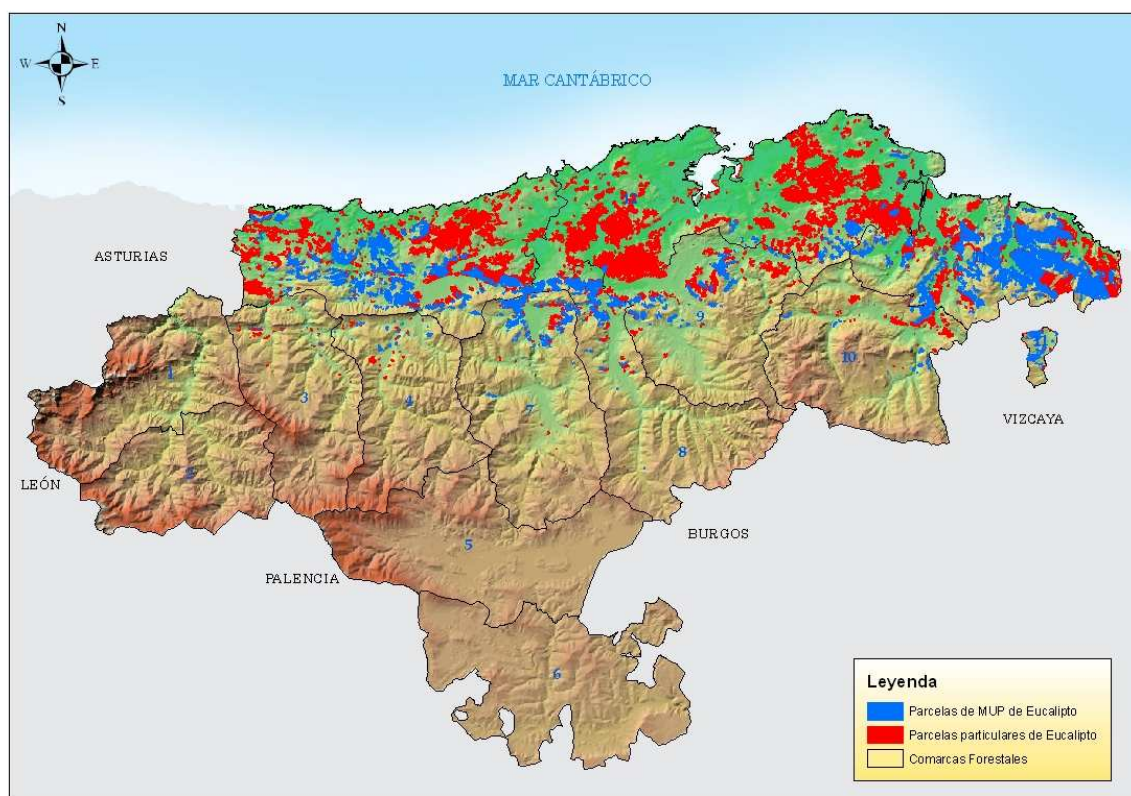 N
W E
S
MAR CANTÁBRICO
ASTURIAS
9
1
10
3
4
7
VIZCAYA
8
2
LEÓN
BURGOS
5
PALENCIA
6
Leyenda
Parcelas de MUP de Eucalipto
Parcelas particulares de Eucalipto
Comarcas Forestales